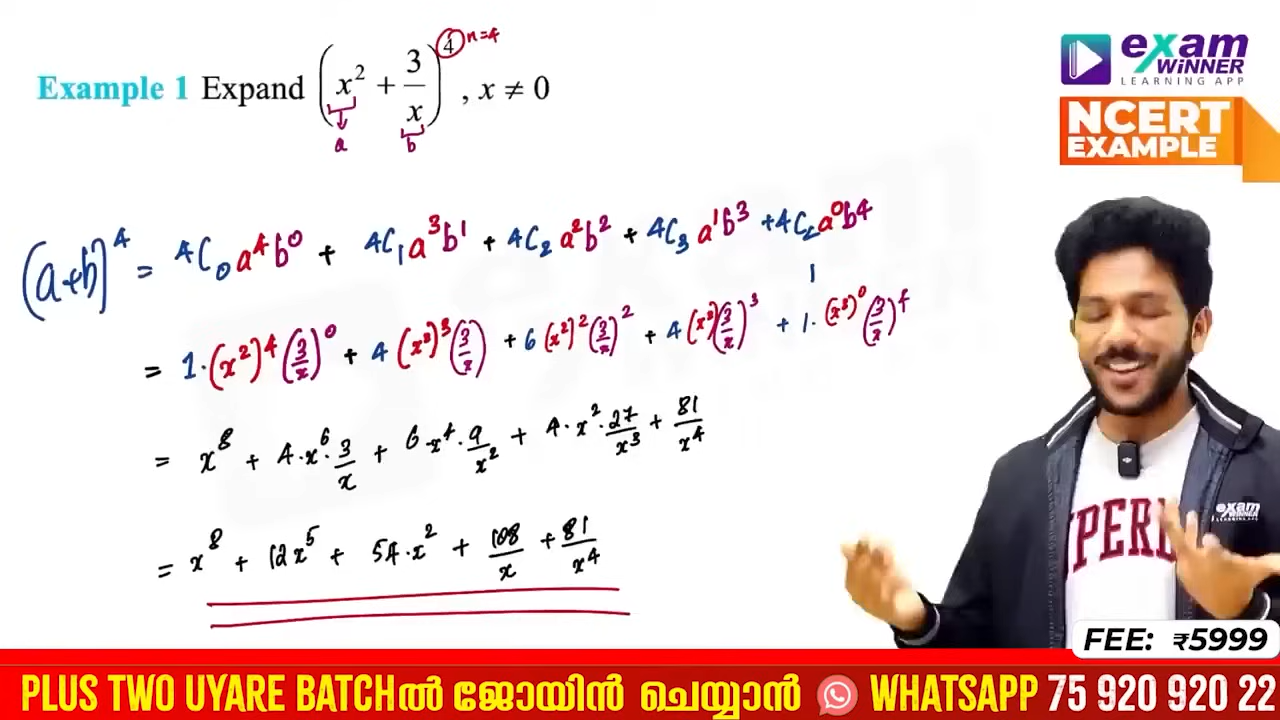 Example 1 Expand (x² + 3/x)⁴, x ≠ 0
n=4
a
b
exam
WiNNER
LEARNING APP
NCERT
EXAMPLE
(a+b)⁴ = 4C₀a⁴b⁰ + 4C₁a³b¹ + 4C₂a²b² + 4C₃a¹b³ + 4C₄a⁰b⁴
1
= 1·(x²)⁴(3/x)⁰ + 4(x²)³(3/x) + 6(x²)²(3/x)² + 4(x²)(3/x)³ + 1·(x²)⁰(3/x)⁴
= x⁸ + 4·x⁶·3/x + 6·x⁴·9/x² + 4·x²·27/x³ + 81/x⁴
= x⁸ + 12x⁵ + 54·x² + 108/x + 81/x⁴
exam
WiNNER
LEARNING APP
FEE: ₹5999
PLUS TWO UYARE BATCHൽ ജോയിൻ ചെയ്യാൻ WHATSAPP 75 920 920 22